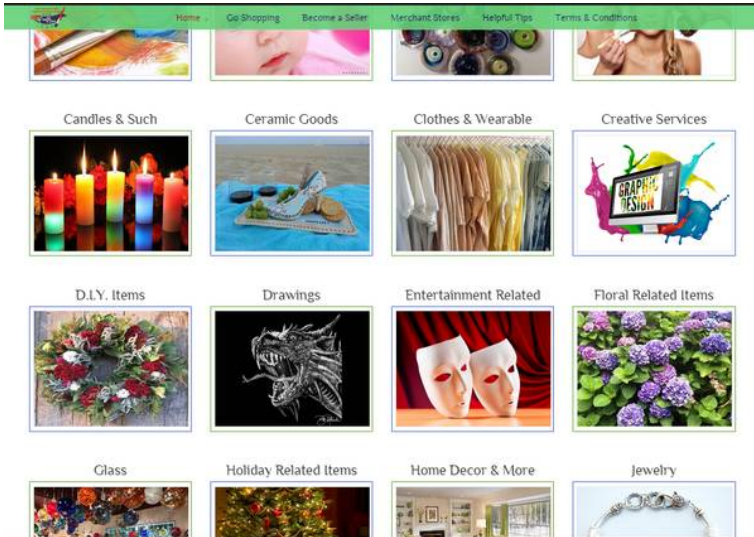 Home Go Shopping Become a Seller Merchant Stores Helpful Tips Terms & Conditions
Candles & Such Ceramic Goods Clothes & Wearable Creative Services
GRAPHIC
DESIGN
D.I.Y. Items Drawings Entertainment Related Floral Related Items
Glass Holiday Related Items Home Decor & More Jewelry